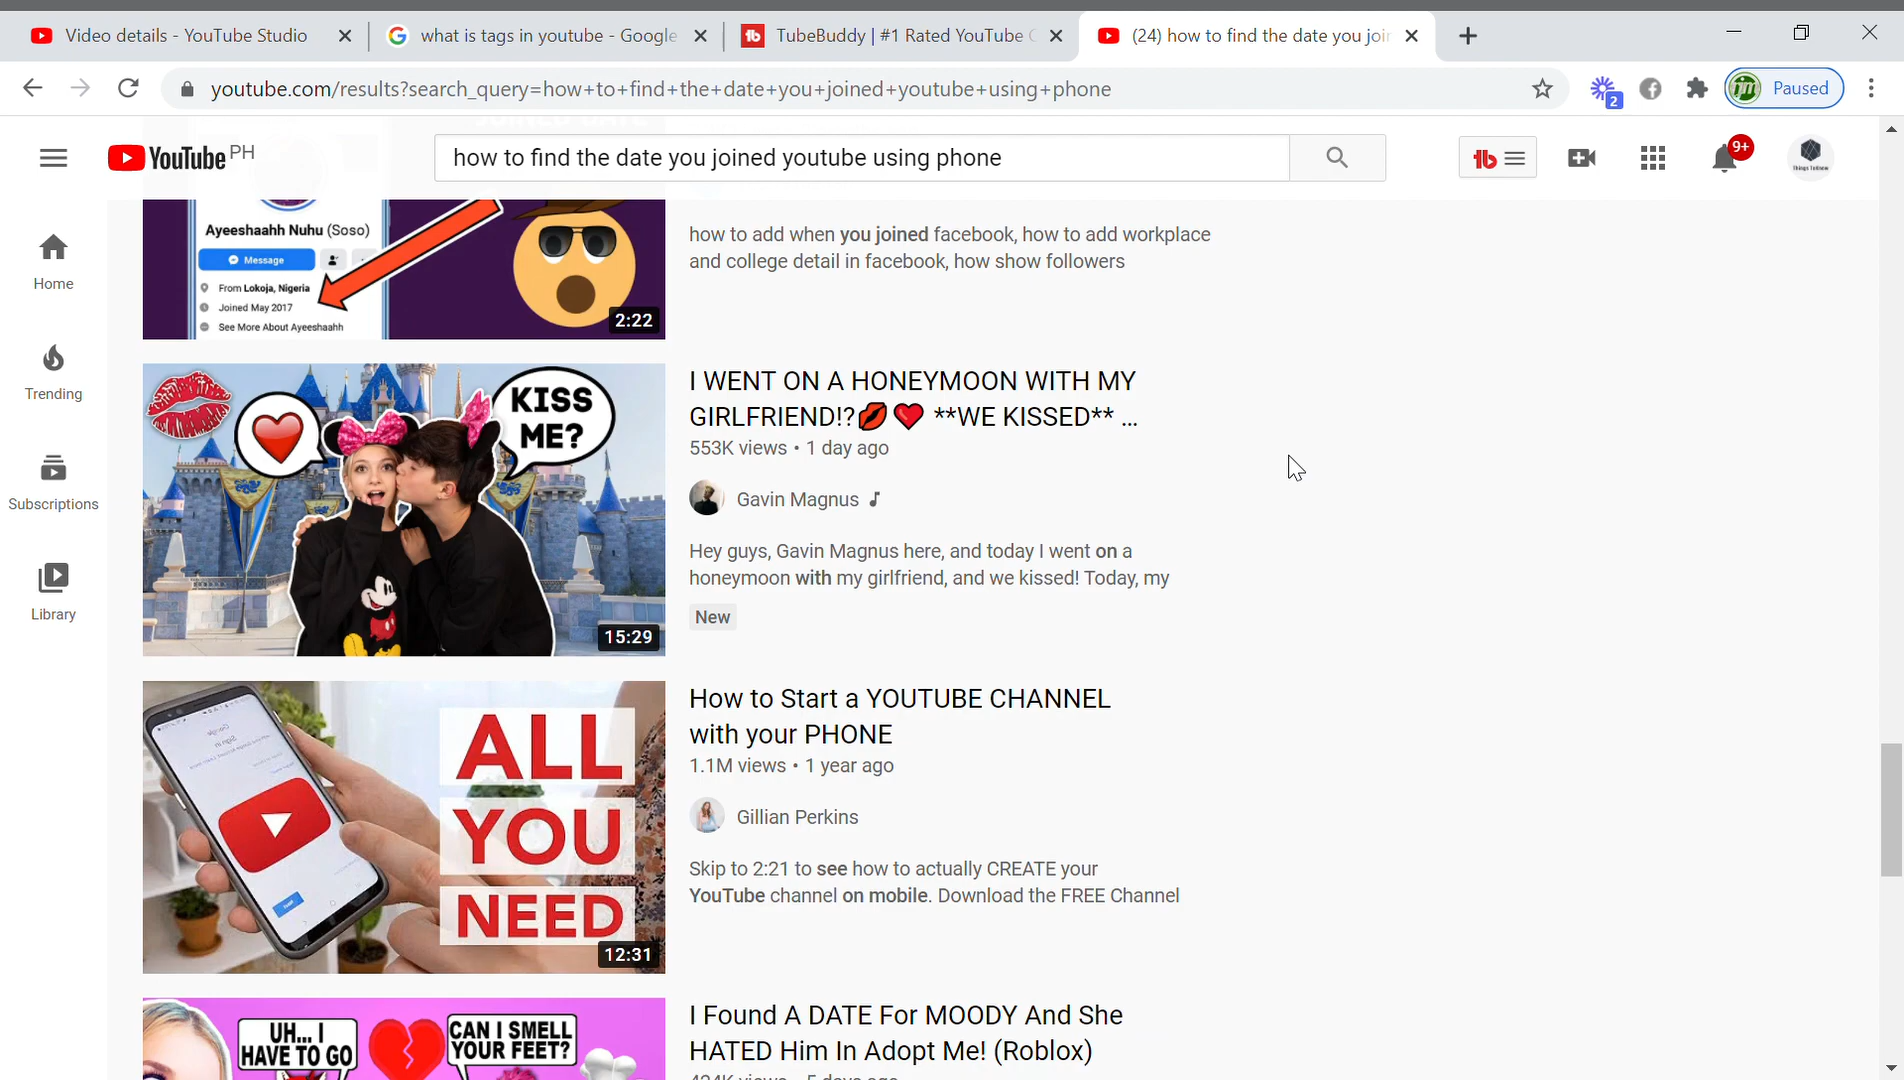 Video details - YouTube Studio
what is tags in youtube - Google
TubeBuddy | #1 Rated YouTube C
(24) how to find the date you join
youtube.com/results?search_query=how+to+find+the+date+you+joined+youtube+using+phone
2
Paused
YouTube PH
how to find the date you joined youtube using phone
9+
Home
Trending
Subscriptions
Library
Ayeeshaahh Nuhu (Soso)
Message
From Lokoja, Nigeria
Joined May 2017
See More About Ayeeshaahh
2:22
how to add when you joined facebook, how to add workplace
and college detail in facebook, how show followers
KISS
ME?
15:29
I WENT ON A HONEYMOON WITH MY
GIRLFRIEND!?💋❤️ **WE KISSED** ...
553K views • 1 day ago
Gavin Magnus
Hey guys, Gavin Magnus here, and today I went on a
honeymoon with my girlfriend, and we kissed! Today, my
New
ALL
YOU
NEED
12:31
How to Start a YOUTUBE CHANNEL
with your PHONE
1.1M views • 1 year ago
Gillian Perkins
Skip to 2:21 to see how to actually CREATE your
YouTube channel on mobile. Download the FREE Channel
UH... I
HAVE TO GO
CAN I SMELL
YOUR FEET?
I Found A DATE For MOODY And She
HATED Him In Adopt Me! (Roblox)